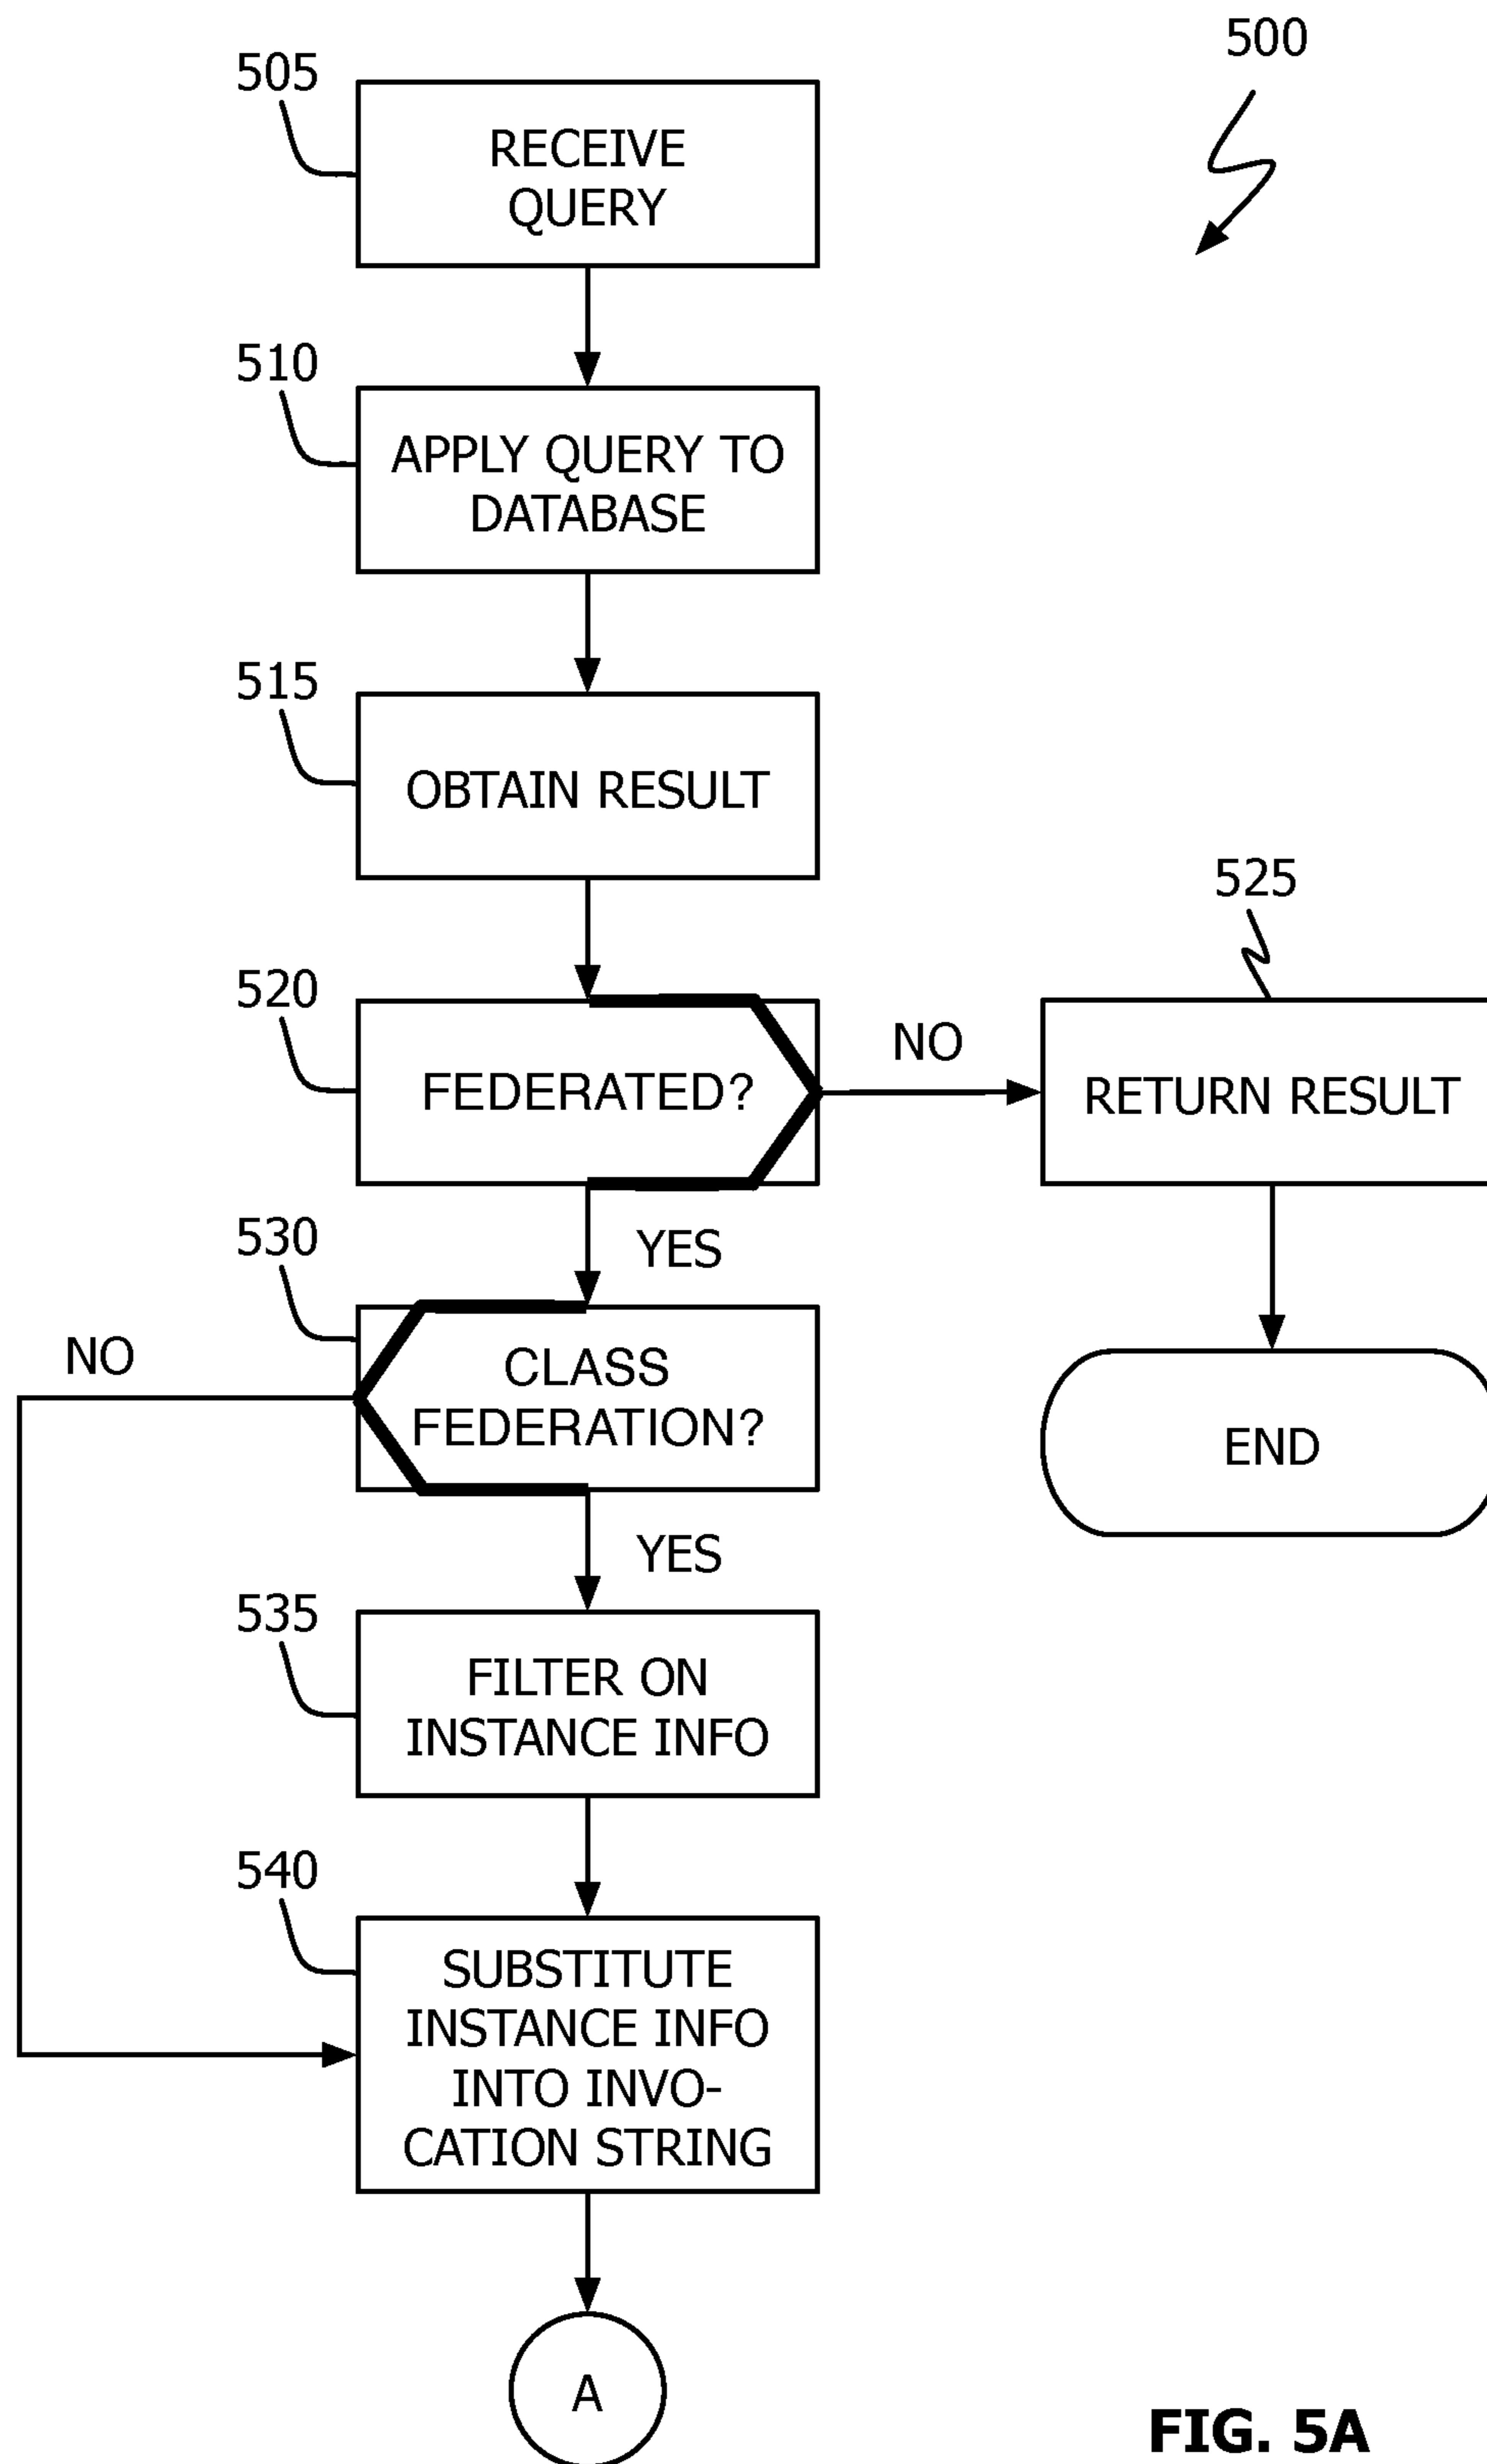 500
505
RECEIVE
QUERY
510
APPLY QUERY TO
DATABASE
515
OBTAIN RESULT
520
FEDERATED?
NO
525
RETURN RESULT
END
YES
530
CLASS
FEDERATION?
NO
YES
535
FILTER ON
INSTANCE INFO
540
SUBSTITUTE
INSTANCE INFO
INTO INVO-
CATION STRING
A
FIG. 5A